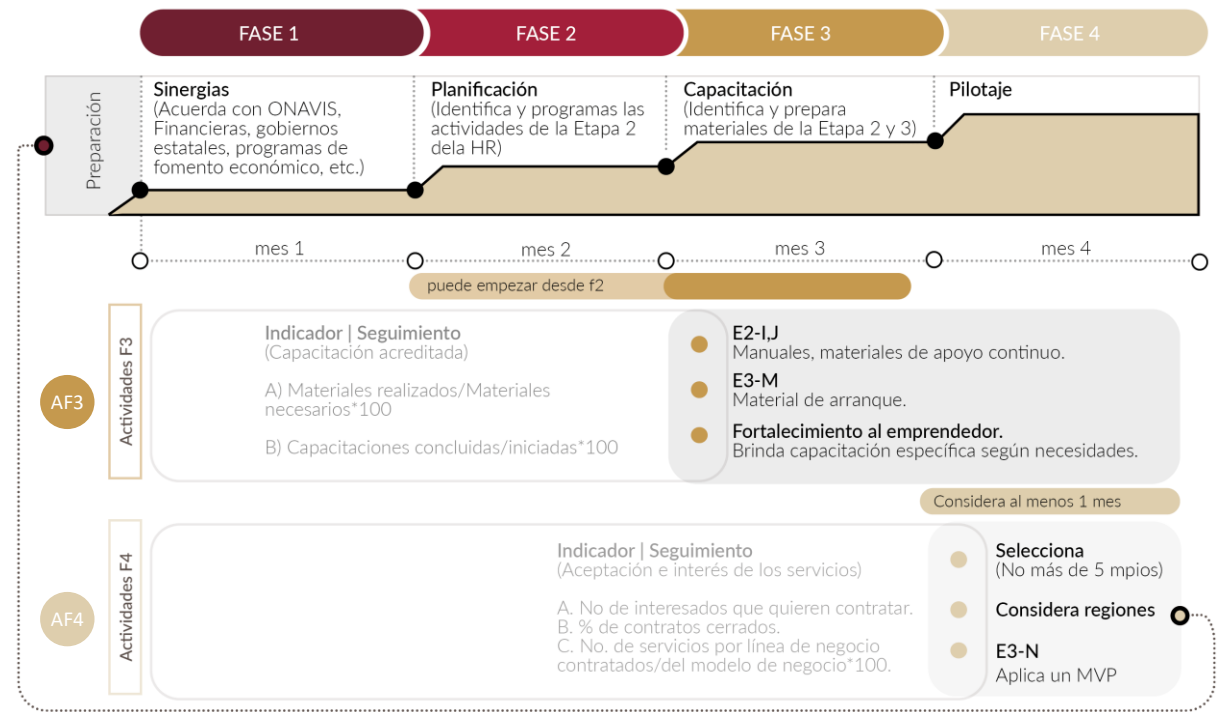 FASE 1
FASE 2
FASE 3
FASE 4
Preparación
Sinergias
(Acuerda con ONAVIS,
Financieras, gobiernos
estatales, programas de
fomento económico, etc.)
Planificación
(Identifica y programas las
actividades de la Etapa 2
dela HR)
Capacitación
(Identifica y prepara
materiales de la Etapa 2 y 3)
Pilotaje
mes 1
mes 2
mes 3
mes 4
puede empezar desde f2
AF3
Actividades F3
Indicador | Seguimiento
(Capacitación acreditada)
A) Materiales realizados/Materiales
necesarios*100
B) Capacitaciones concluidas/iniciadas*100
E2-I,J
Manuales, materiales de apoyo continuo.
E3-M
Material de arranque.
Fortalecimiento al emprendedor.
Brinda capacitación específica según necesidades.
Considera al menos 1 mes
AF4
Actividades F4
Indicador | Seguimiento
(Aceptación e interés de los servicios)
A. No de interesados que quieren contratar.
B. % de contratos cerrados.
C. No. de servicios por línea de negocio
contratados/del modelo de negocio*100.
Selecciona
(No más de 5 mpios)
Considera regiones
E3-N
Aplica un MVP